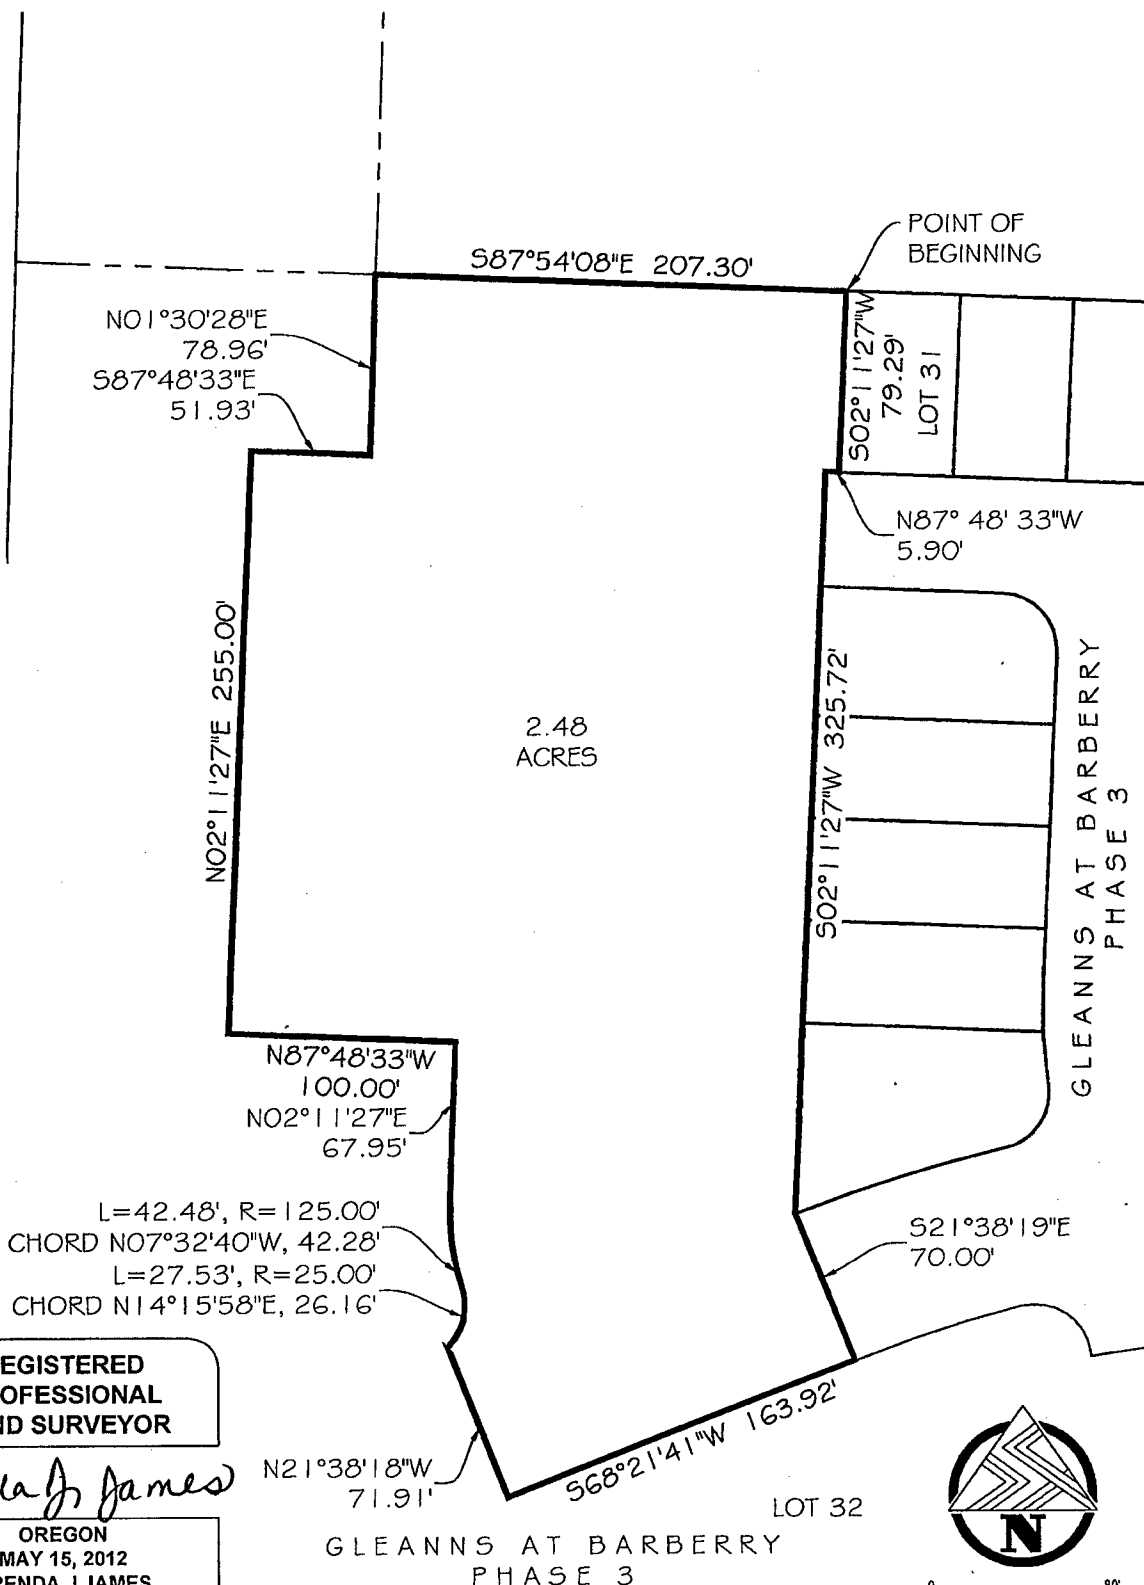 POINT OF
BEGINNING
S87°54'08"E 207.30'
N01°30'28"E
78.96'
S87°48'33"E
51.93'
S02°11'27"W
79.29'
LOT 31
N87° 48' 33"W
5.90'
N02°11'27"E 255.00'
2.48
ACRES
S02°11'27"W 325.72'
GLEANNS AT BARBERRY
PHASE 3
N87°48'33"W
100.00'
N02°11'27"E
67.95'
L=42.48', R=125.00'
CHORD N07°32'40"W, 42.28'
L=27.53', R=25.00'
CHORD N14°15'58"E, 26.16'
S21°38'19"E
70.00'
EGISTERED
OFESSIONAL
ND SURVEYOR
James
N21°38'18"W
71.91'
S68°21'41"W 163.92'
LOT 32
OREGON
MAY 15, 2012
GLEANNS AT BARBERRY
PHASE 3
N